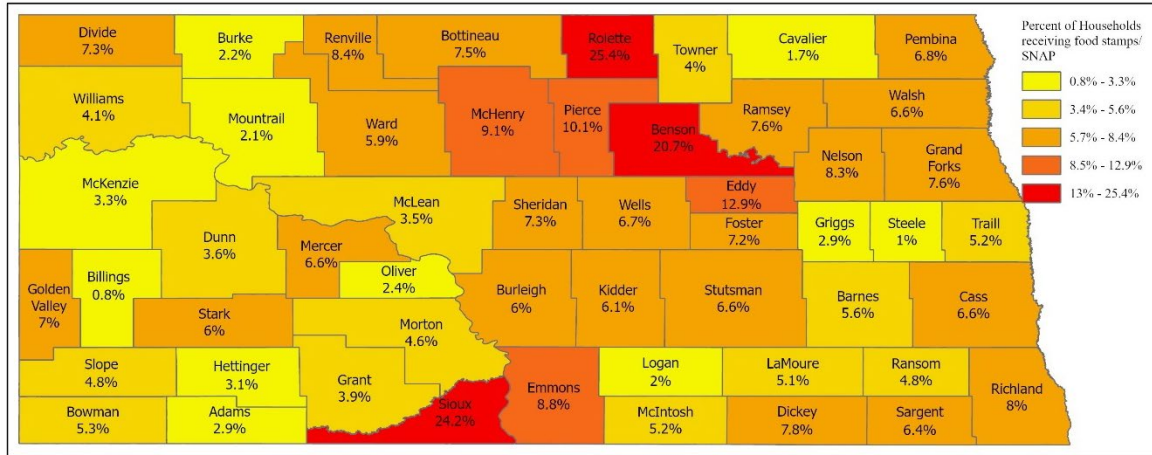 Divide
7.3%
Burke
2.2%
Renville
8.4%
Bottineau
7.5%
Rolette
25.4%
Towner
4%
Cavalier
1.7%
Pembina
6.8%
Percent of Households
receiving food stamps/
SNAP
0.8% - 3.3%
3.4% - 5.6%
5.7% - 8.4%
8.5% - 12.9%
13% - 25.4%
Williams
4.1%
Mountrail
2.1%
Ward
5.9%
McHenry
9.1%
Pierce
10.1%
Benson
20.7%
Ramsey
7.6%
Walsh
6.6%
Nelson
8.3%
Grand
Forks
7.6%
McKenzie
3.3%
Dunn
3.6%
McLean
3.5%
Mercer
6.6%
Oliver
2.4%
Sheridan
7.3%
Wells
6.7%
Eddy
12.9%
Foster
7.2%
Griggs
2.9%
Steele
1%
Traill
5.2%
Golden
Valley
7%
Billings
0.8%
Stark
6%
Morton
4.6%
Burleigh
6%
Kidder
6.1%
Stutsman
6.6%
Barnes
5.6%
Cass
6.6%
Slope
4.8%
Hettinger
3.1%
Grant
3.9%
Sioux
24.2%
Emmons
8.8%
Logan
2%
LaMoure
5.1%
Ransom
4.8%
Richland
8%
Bowman
5.3%
Adams
2.9%
McIntosh
5.2%
Dickey
7.8%
Sargent
6.4%